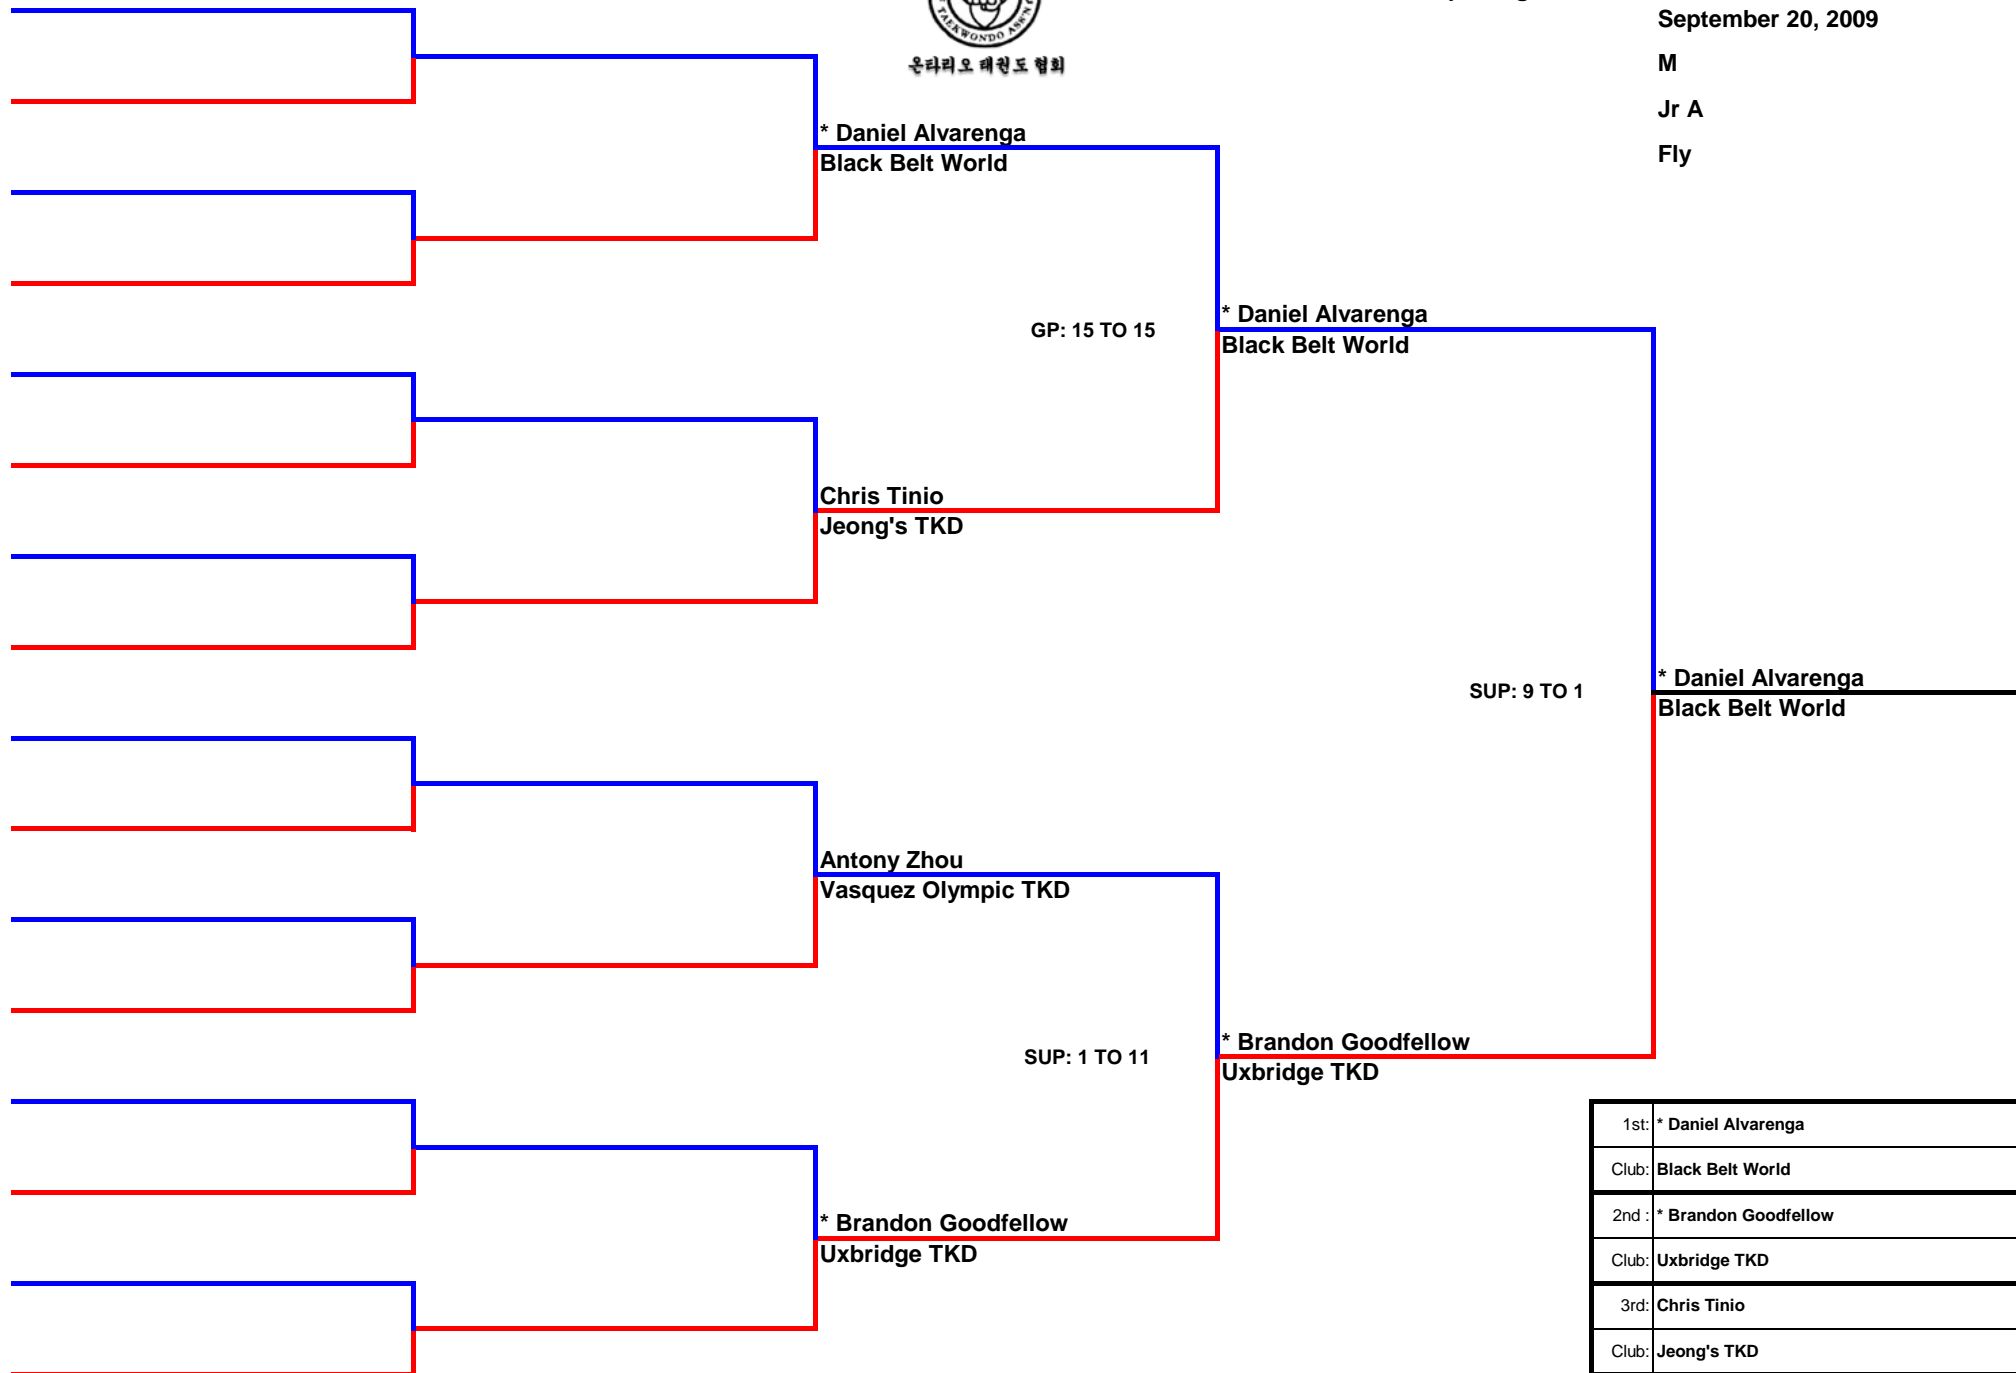 TAEKWONDO ASS'N
온타리오 태권도 협회
September 20, 2009
M
Jr A
Fly
* Daniel Alvarenga
Black Belt World
GP: 15 TO 15
* Daniel Alvarenga
Black Belt World
Chris Tinio
Jeong's TKD
SUP: 9 TO 1
* Daniel Alvarenga
Black Belt World
Antony Zhou
Vasquez Olympic TKD
SUP: 1 TO 11
* Brandon Goodfellow
Uxbridge TKD
* Brandon Goodfellow
Uxbridge TKD
1st: * Daniel Alvarenga
Club: Black Belt World
2nd : * Brandon Goodfellow
Club: Uxbridge TKD
3rd: Chris Tinio
Club: Jeong's TKD